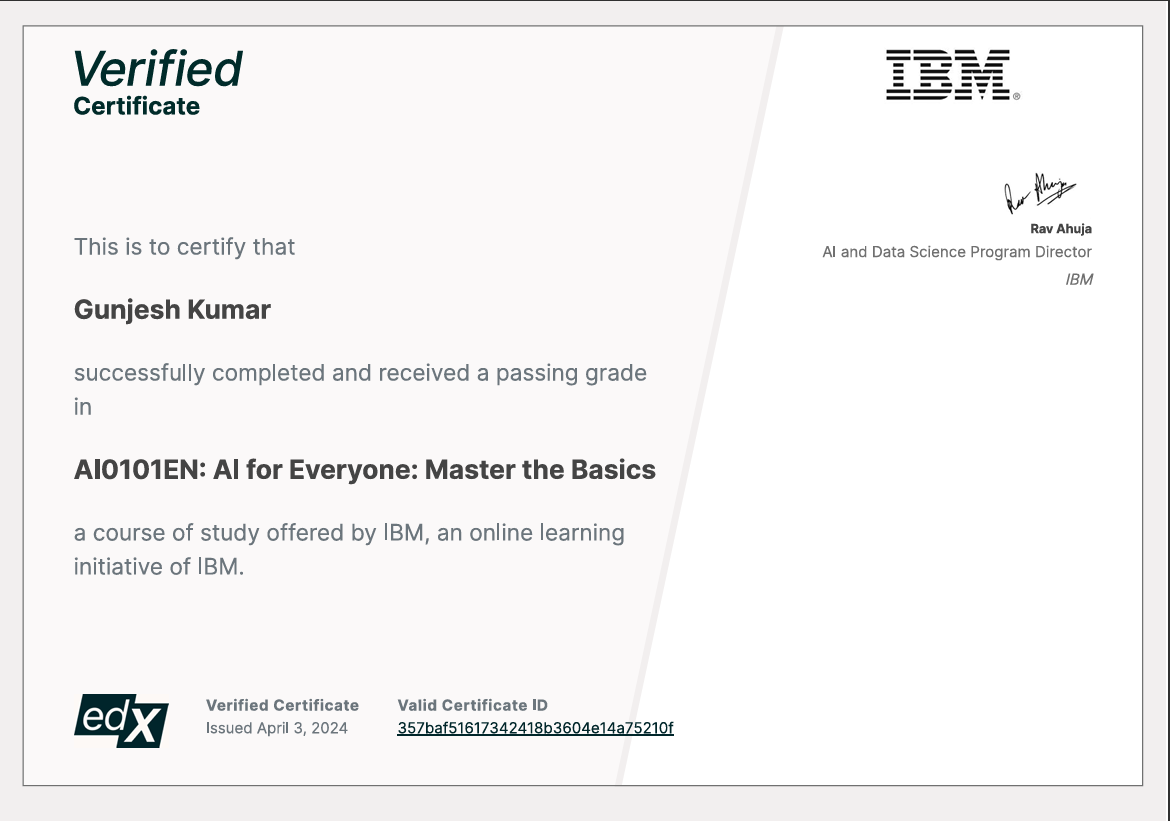 Verified
Certificate
IBM®
Rav Ahuja
Rav Ahuja
AI and Data Science Program Director
IBM
This is to certify that
Gunjesh Kumar
successfully completed and received a passing grade
in
AI0101EN: AI for Everyone: Master the Basics
a course of study offered by IBM, an online learning
initiative of IBM.
edX
Verified Certificate
Issued April 3, 2024
Valid Certificate ID
357baf51617342418b3604e14a75210f